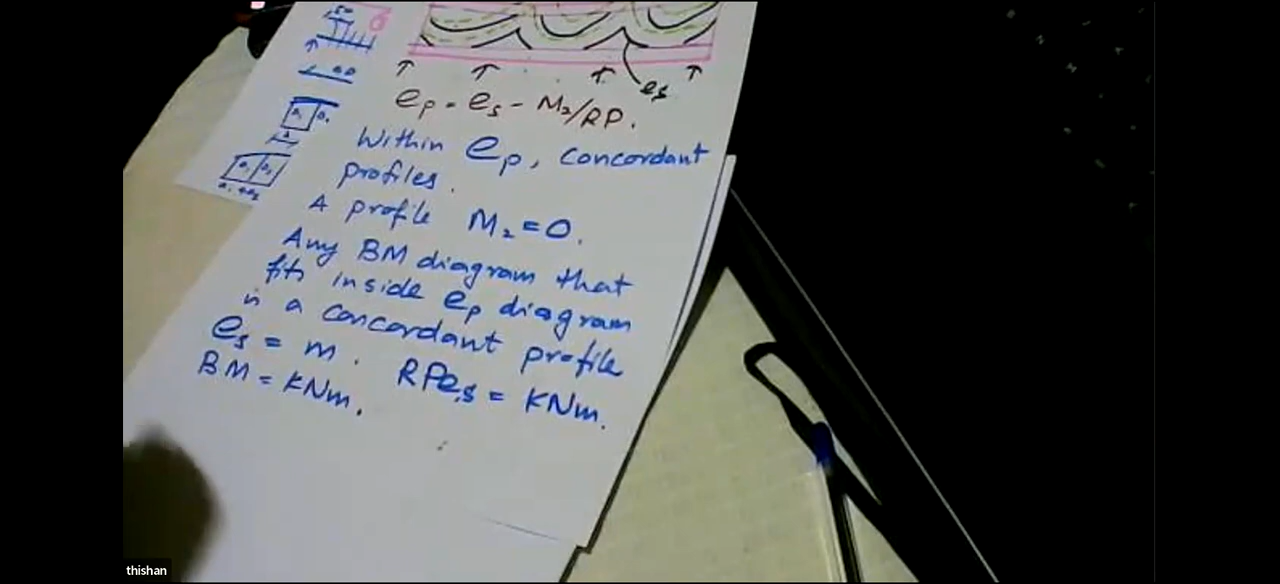 es
ep = es - M2/RP.
Within ep, concordant
profiles.
A profile M2 = 0.
Any BM diagram that
fits inside ep diagram
is a concordant profile
es = m. RPes = KNm.
BM = KNm.
thishan